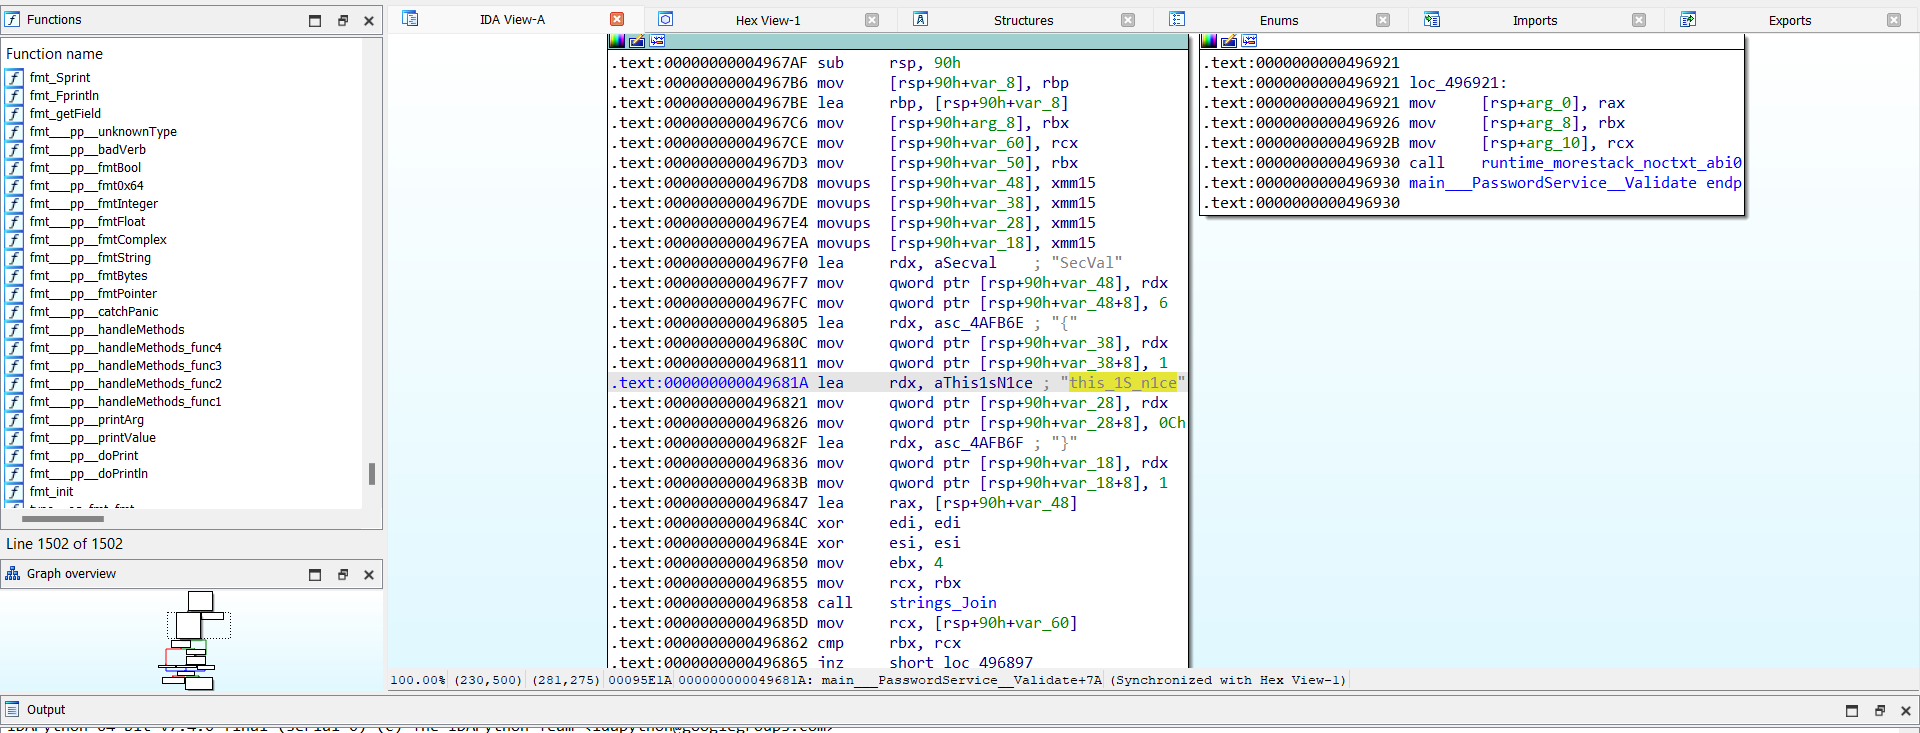 Functions
IDA View-A
Hex View-1
Structures
Enums
Imports
Exports
Function name
fmt_Sprint
fmt_Fprintln
fmt_getField
fmt___pp__unknownType
fmt___pp__badVerb
fmt___pp__fmtBool
fmt___pp__fmt0x64
fmt___pp__fmtInteger
fmt___pp__fmtFloat
fmt___pp__fmtComplex
fmt___pp__fmtString
fmt___pp__fmtBytes
fmt___pp__fmtPointer
fmt___pp__catchPanic
fmt___pp__handleMethods
fmt___pp__handleMethods_func4
fmt___pp__handleMethods_func3
fmt___pp__handleMethods_func2
fmt___pp__handleMethods_func1
fmt___pp__printArg
fmt___pp__printValue
fmt___pp__doPrint
fmt___pp__doPrintln
fmt_init
Line 1502 of 1502
Graph overview
.text:00000000004967AF sub rsp, 90h
.text:00000000004967B6 mov [rsp+90h+var_8], rbp
.text:00000000004967BE lea rbp, [rsp+90h+var_8]
.text:00000000004967C6 mov [rsp+90h+arg_8], rbx
.text:00000000004967CE mov [rsp+90h+var_60], rcx
.text:00000000004967D3 mov [rsp+90h+var_50], rbx
.text:00000000004967D8 movups [rsp+90h+var_48], xmm15
.text:00000000004967DE movups [rsp+90h+var_38], xmm15
.text:00000000004967E4 movups [rsp+90h+var_28], xmm15
.text:00000000004967EA movups [rsp+90h+var_18], xmm15
.text:00000000004967F0 lea rdx, aSecval ; "SecVal"
.text:00000000004967F7 mov qword ptr [rsp+90h+var_48], rdx
.text:00000000004967FC mov qword ptr [rsp+90h+var_48+8], 6
.text:0000000000496805 lea rdx, asc_4AFB6E ; "{"
.text:000000000049680C mov qword ptr [rsp+90h+var_38], rdx
.text:0000000000496811 mov qword ptr [rsp+90h+var_38+8], 1
.text:000000000049681A lea rdx, aThis1sN1ce ; "this_1S_n1ce"
.text:0000000000496821 mov qword ptr [rsp+90h+var_28], rdx
.text:0000000000496826 mov qword ptr [rsp+90h+var_28+8], 0Ch
.text:000000000049682F lea rdx, asc_4AFB6F ; "}"
.text:0000000000496836 mov qword ptr [rsp+90h+var_18], rdx
.text:000000000049683B mov qword ptr [rsp+90h+var_18+8], 1
.text:0000000000496847 lea rax, [rsp+90h+var_48]
.text:000000000049684C xor edi, edi
.text:000000000049684E xor esi, esi
.text:0000000000496850 mov ebx, 4
.text:0000000000496855 mov rcx, rbx
.text:0000000000496858 call strings_Join
.text:000000000049685D mov rcx, [rsp+90h+var_60]
.text:0000000000496862 cmp rbx, rcx
.text:0000000000496865 jnz short loc_496897
.text:0000000000496921
.text:0000000000496921 loc_496921:
.text:0000000000496921 mov [rsp+arg_0], rax
.text:0000000000496926 mov [rsp+arg_8], rbx
.text:000000000049692B mov [rsp+arg_10], rcx
.text:0000000000496930 call runtime_morestack_noctxt_abi0
.text:0000000000496930 main___PasswordService__Validate endp
.text:0000000000496930
100.00% (230,500) (281,275) 00095E1A 000000000049681A: main___PasswordService__Validate+7A (Synchronized with Hex View-1)
Output